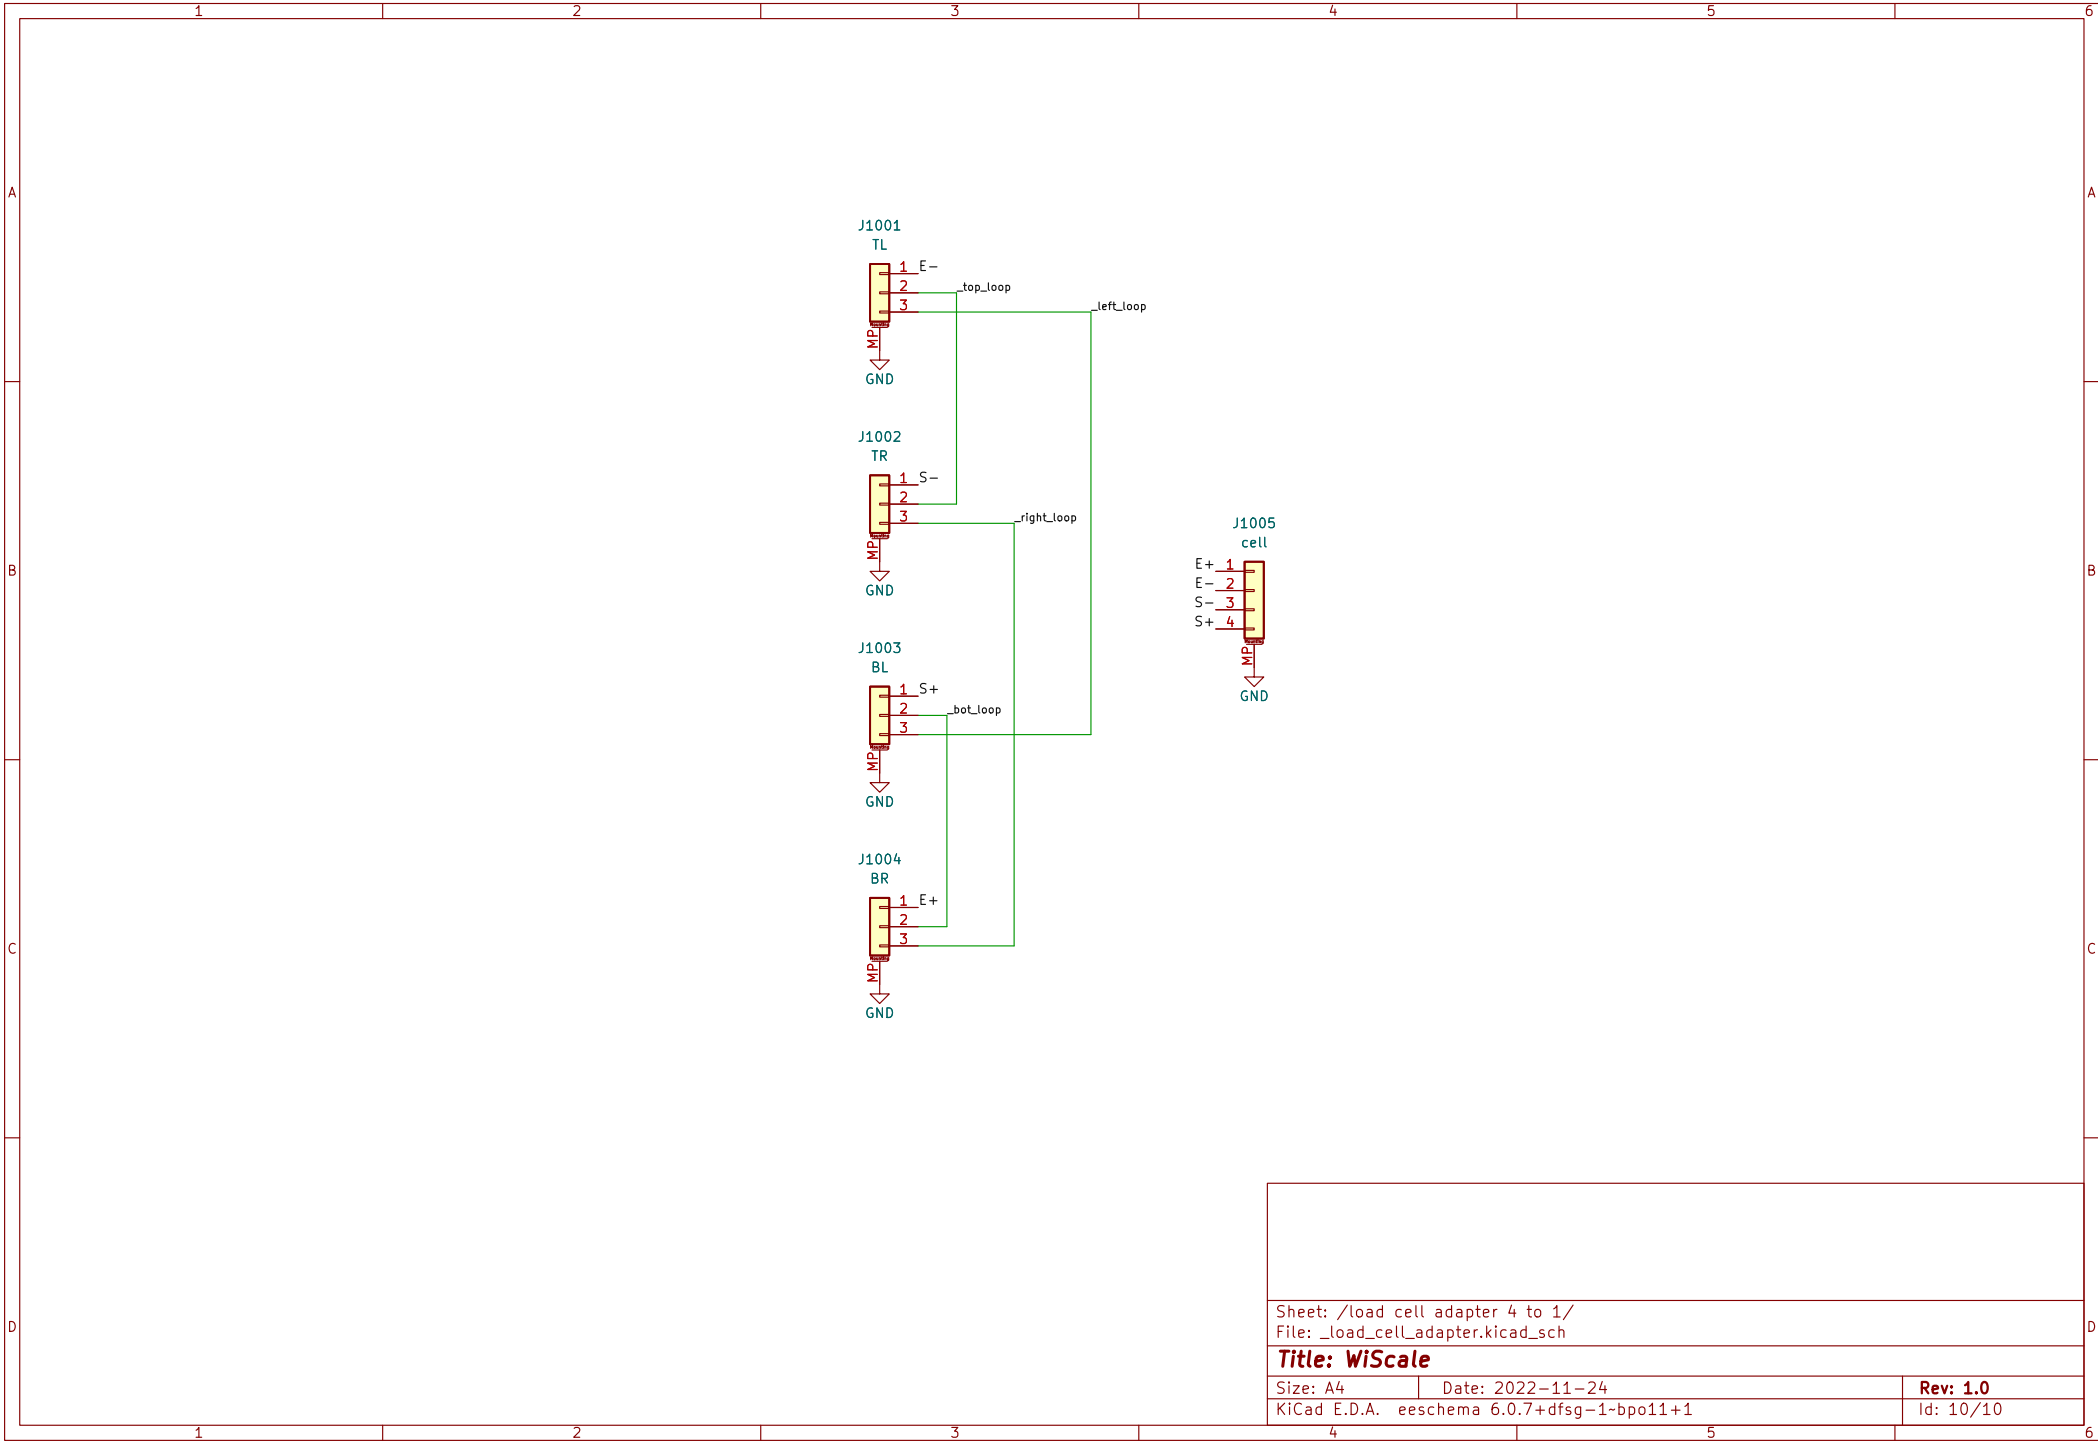 1 2 3 4 5 6
A A
J1001
TL
1 E-
2 _top_loop
3 _left_loop
MP
GND
J1002
TR
1 S-
2
3 _right_loop
MP
GND
B B
J1005
cell
E+ 1
E- 2
S- 3
S+ 4
MP
GND
J1003
BL
1 S+
2 _bot_loop
3
MP
GND
J1004
BR
1 E+
2
3
MP
GND
C C
D D
Sheet: /load cell adapter 4 to 1/
File: _load_cell_adapter.kicad_sch
Title: WiScale
Size: A4 Date: 2022-11-24 Rev: 1.0
KiCad E.D.A. eeschema 6.0.7+dfsg-1~bpo11+1 Id: 10/10
1 2 3 4 5 6